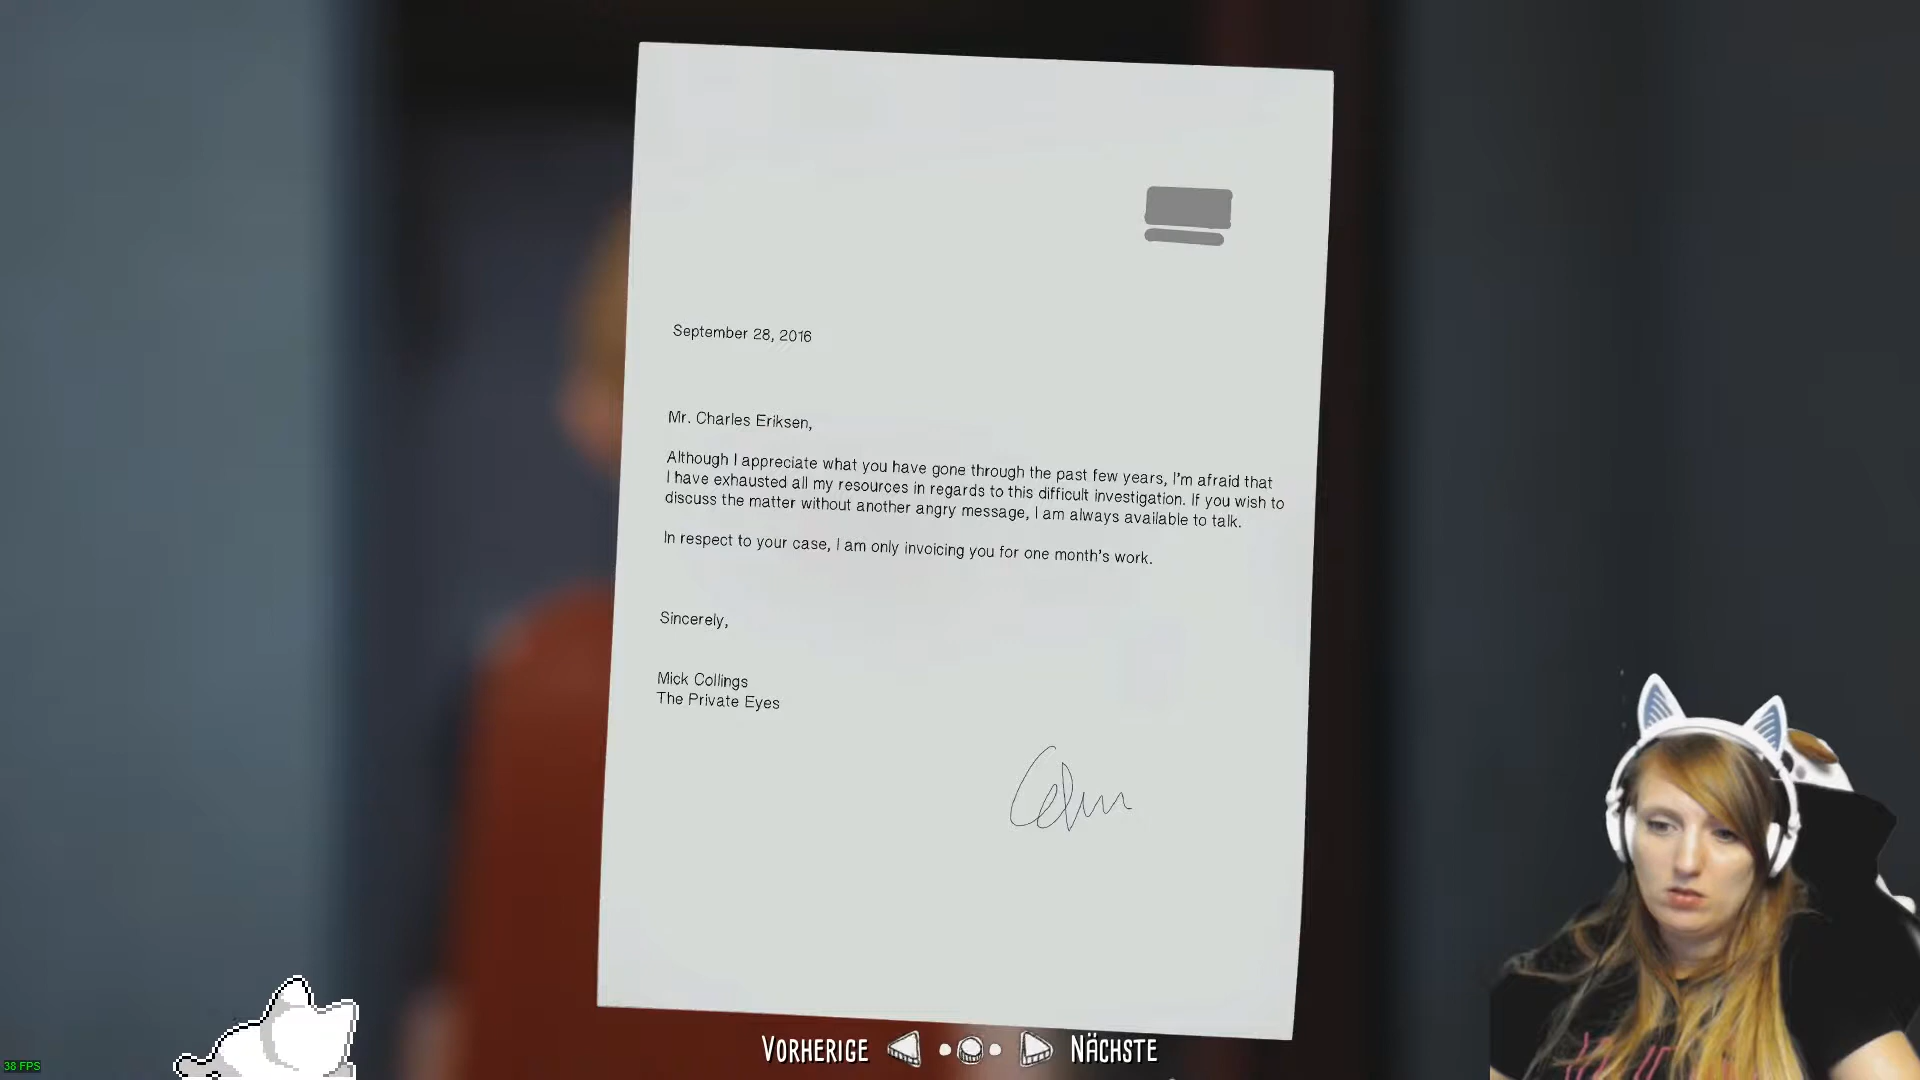 September 28, 2016
Mr. Charles Eriksen,
Although I appreciate what you have gone through the past few years, I'm afraid that
I have exhausted all my resources in regards to this difficult investigation. If you wish to
discuss the matter without another angry message, I am always available to talk.
In respect to your case, I am only invoicing you for one month's work.
Sincerely,
Mick Collings
The Private Eyes
VORHERIGE
NÄCHSTE
38 FPS